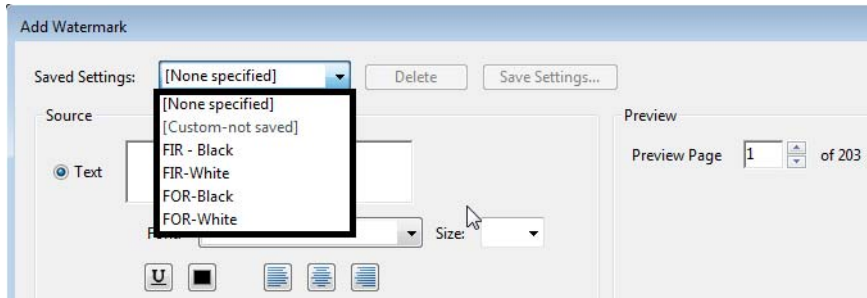 Add Watermark
Saved Settings: [None specified] Delete Save Settings...
[None specified]
[Custom-not saved]
FIR - Black
FIR-White
FOR-Black
FOR-White
Source
Text
Size:
U
Preview
Preview Page 1 of 203